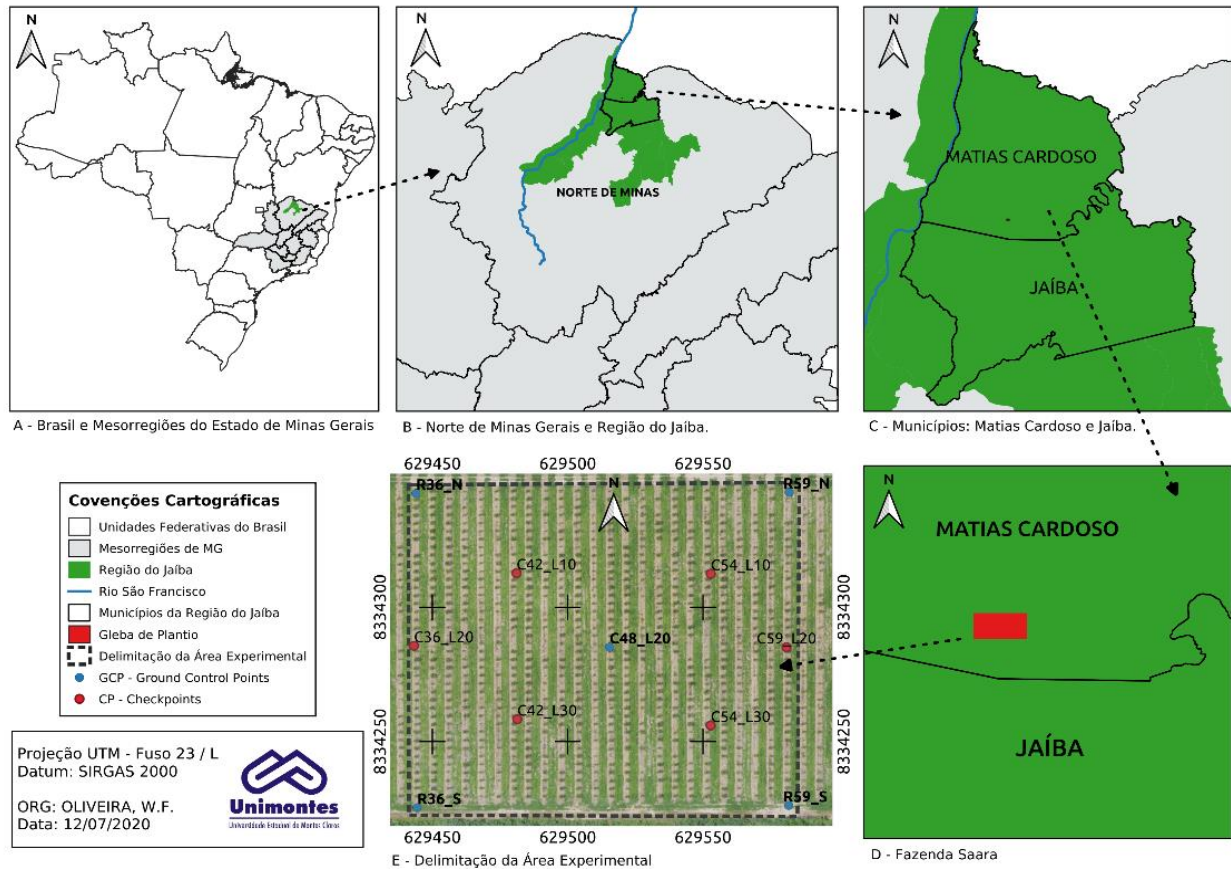 N
A - Brasil e Mesorregiões do Estado de Minas Gerais
N
NORTE DE MINAS
B - Norte de Minas Gerais e Região do Jaíba.
N
MATIAS CARDOSO
JAÍBA
C - Municípios: Matias Cardoso e Jaíba.
Covenções Cartográficas
Unidades Federativas do Brasil
Mesorregiões de MG
Região do Jaíba
Rio São Francisco
Municípios da Região do Jaíba
Gleba de Plantio
Delimitação da Área Experimental
GCP - Ground Control Points
CP - Checkpoints
Projeção UTM - Fuso 23 / L
Datum: SIRGAS 2000
ORG: OLIVEIRA, W.F.
Data: 12/07/2020
Unimontes
Universidade Estadual de Montes Claros
629450 629500 629550
R36_N N R59_N
C42_L10 C54_L10
8334300 8334300
C36_L20 C48_L20 C59_L20
C42_L30 C54_L30
8334250 8334250
R36_S R59_S
629450 629500 629550
E - Delimitação da Área Experimental
N
MATIAS CARDOSO
JAÍBA
D - Fazenda Saara